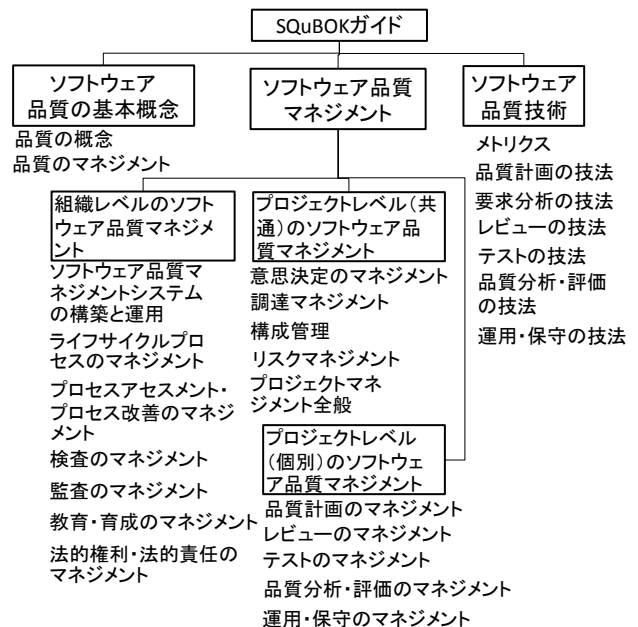 SQuBOKガイド
ソフトウェア
品質の基本概念
品質の概念
品質のマネジメント
ソフトウェア品質
マネジメント
組織レベルのソフト
ウェア品質マネジメ
ント
ソフトウェア品質マ
ネジメントシステム
の構築と運用
ライフサイクルプロ
セスのマネジメント
プロセスアセスメント・
プロセス改善のマネジ
メント
検査のマネジメント
監査のマネジメント
教育・育成のマネジメント
法的権利・法的責任の
マネジメント
プロジェクトレベル(共
通)のソフトウェア品
質マネジメント
意思決定のマネジメント
調達マネジメント
構成管理
リスクマネジメント
プロジェクトマネ
ジメント全般
プロジェクトレベル
(個別)のソフトウェ
ア品質マネジメント
品質計画のマネジメント
レビューのマネジメント
テストのマネジメント
品質分析・評価のマネジメント
運用・保守のマネジメント
ソフトウェア
品質技術
メトリクス
品質計画の技法
要求分析の技法
レビューの技法
テストの技法
品質分析・評価
の技法
運用・保守の技法